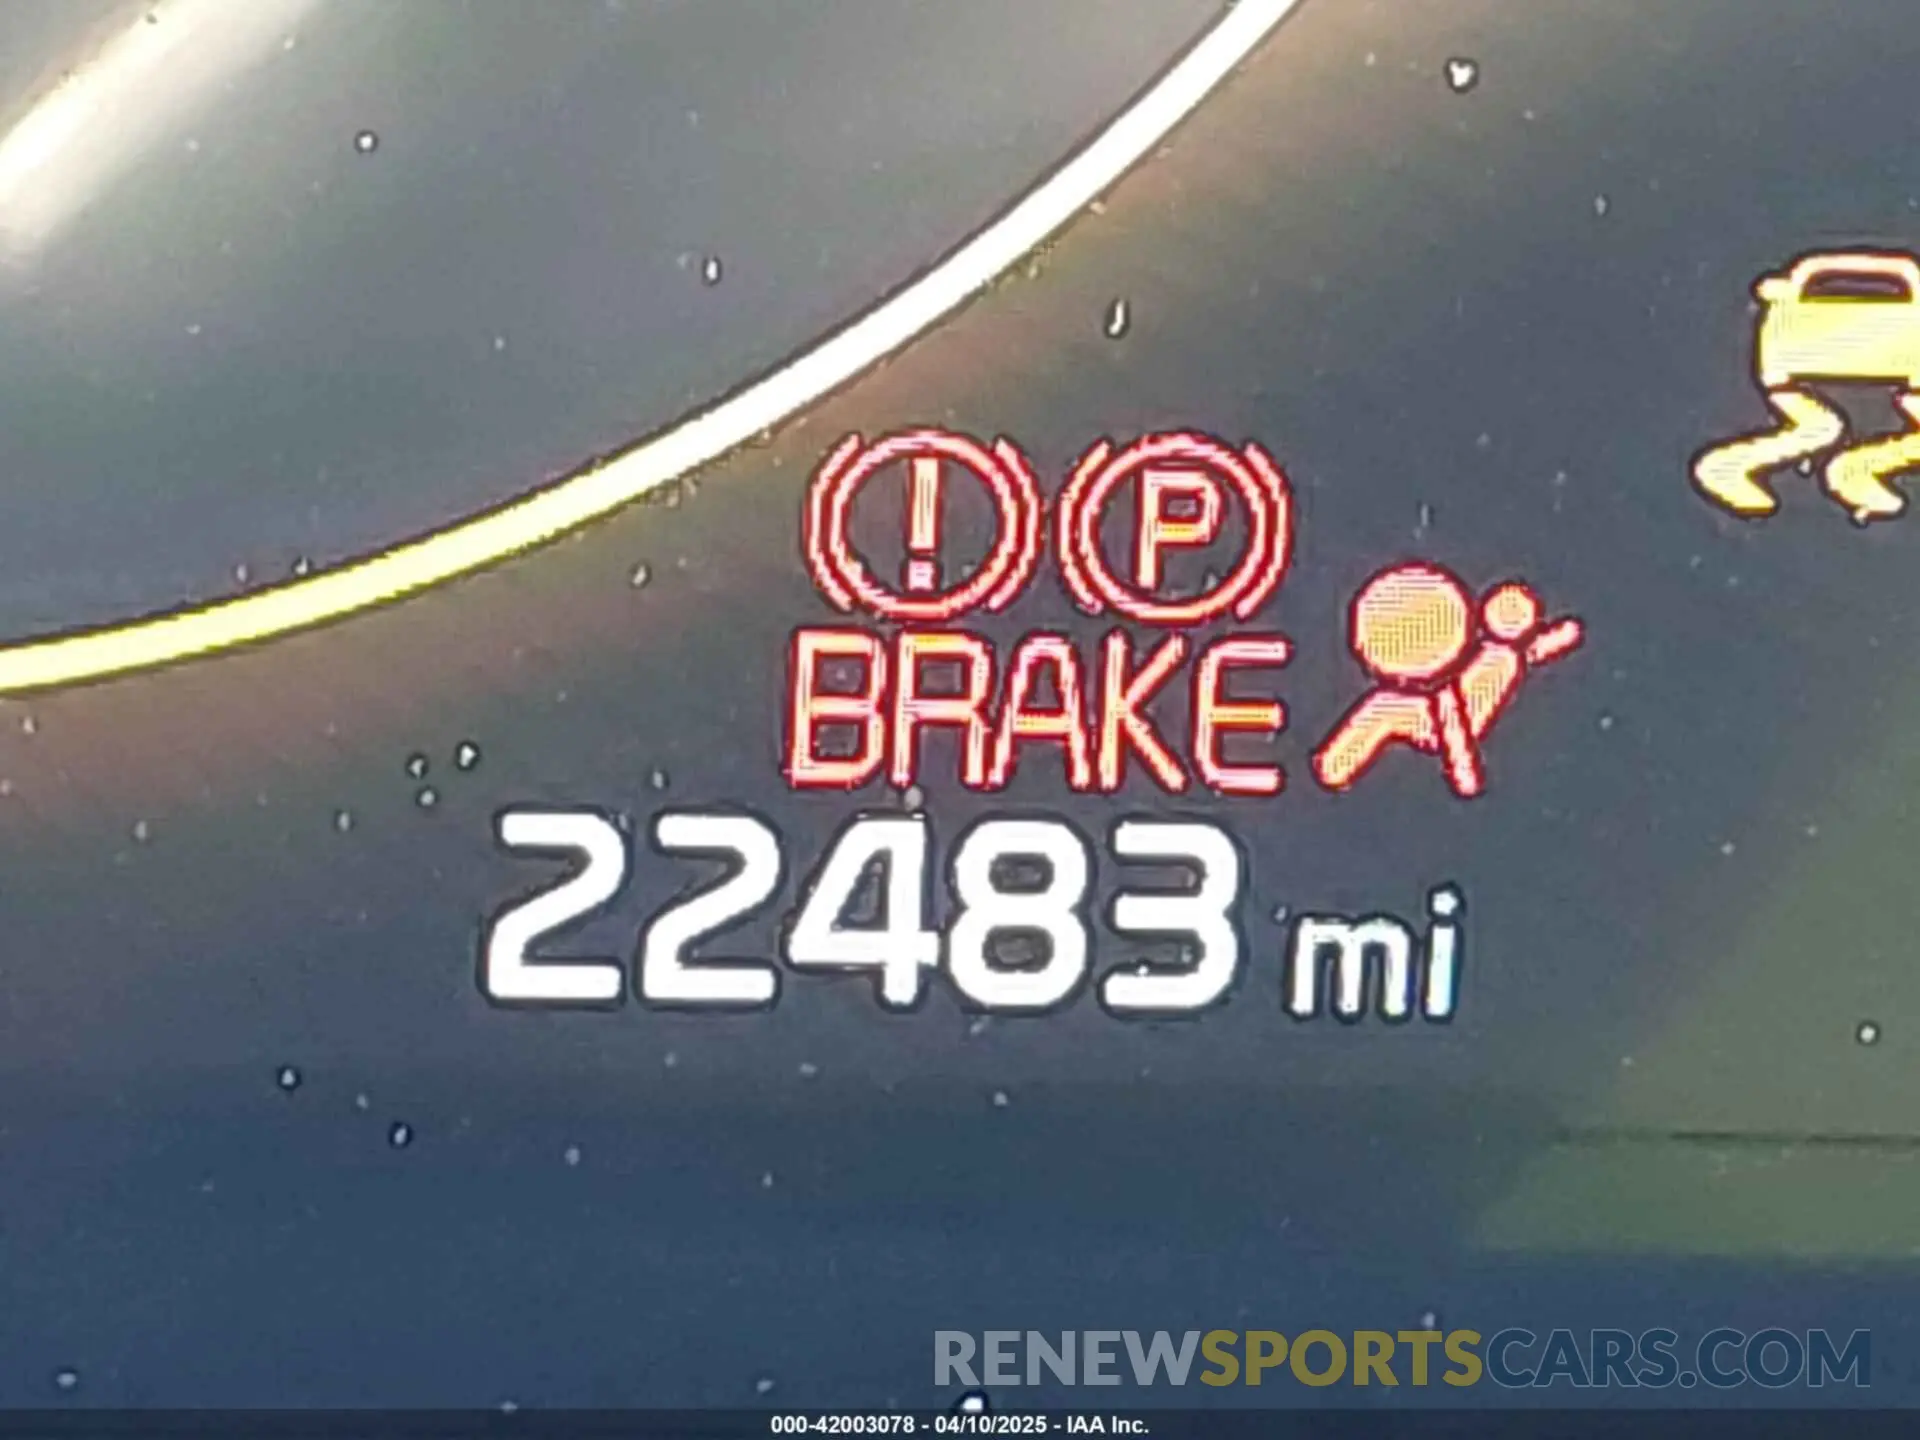 ! P
BRAKE
22483 mi
RENEWSPORTSCARS.COM
000-42003078 - 04/10/2025 - IAA Inc.